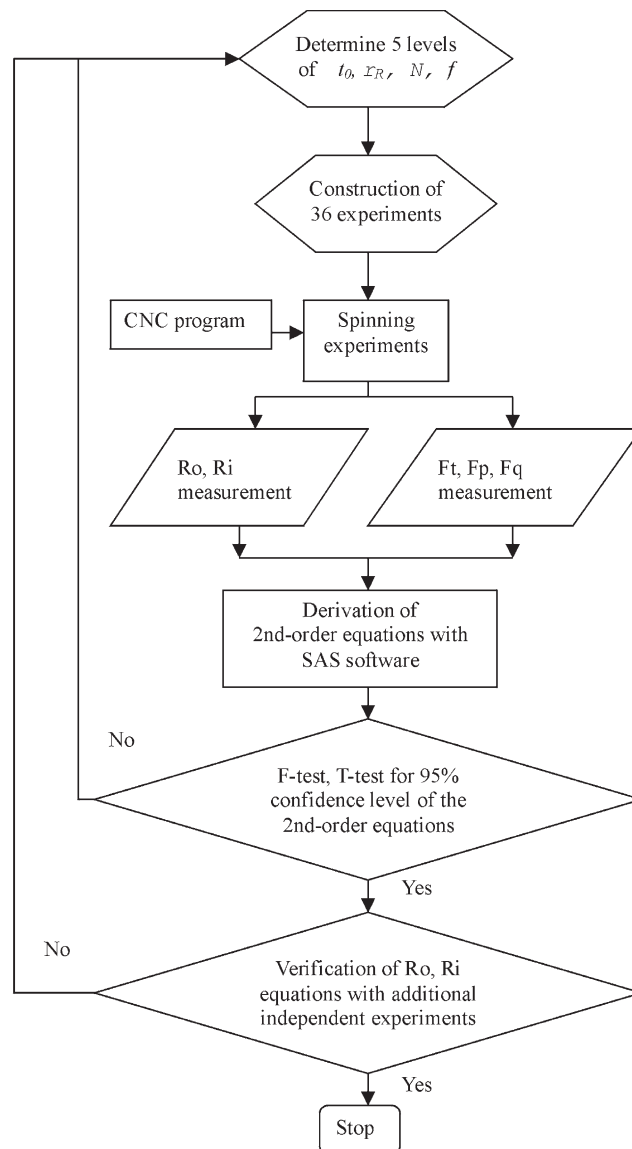 Determine 5 levels
of t0, rR, N, f
Construction of
36 experiments
CNC program
Spinning
experiments
Ro, Ri
measurement
Ft, Fp, Fq
measurement
Derivation of
2nd-order equations with
SAS software
No
F-test, T-test for 95%
confidence level of the
2nd-order equations
Yes
No
Verification of Ro, Ri
equations with additional
independent experiments
Yes
Stop